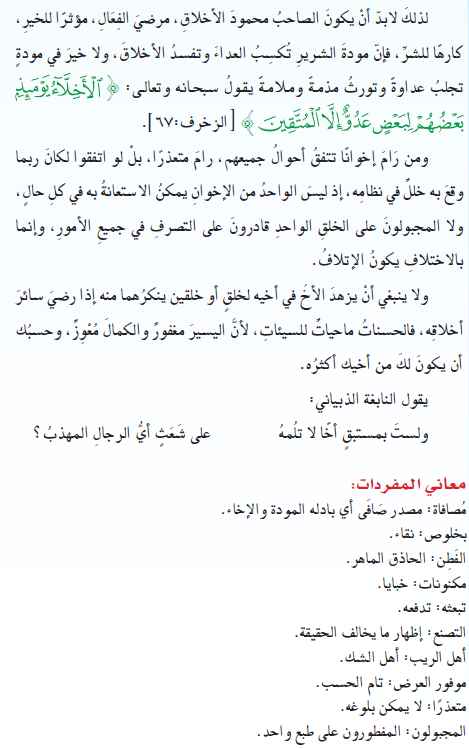 لذلكَ لابدّ أنْ يكونَ الصاحبُ محمودَ الأخلاقِ، مرضيَ الفِعَالِ، مؤثرًا للخيرِ،
كارهًا للشرِّ، فإنّ مودةَ الشريرِ تُكسِبُ العداءَ وتفسدُ الأخلاقَ، ولا خيرَ في مودةٍ
تجلبُ عداوةً وتورثُ مذمةً وملامةً يقولُ سبحانه وتعالى: ﴿ ٱلْأَخِلَّآءُ يَوْمَئِذٍۭ
بَعْضُهُمْ لِبَعْضٍ عَدُوٌّ إِلَّا ٱلْمُتَّقِينَ ﴾ [الزخرف:٦٧].
ومن رَامَ إخوانًا تتفقُ أحوالُ جميعهم، رامَ متعذرًا، بلْ لو اتفقوا لكانَ ربما
وقعَ به خللٌ في نظامِه، إذ ليسَ الواحدُ من الإخوانِ يمكنُ الاستعانةُ به في كلِ حالٍ،
ولا المجبولونَ على الخلقِ الواحدِ قادرونَ على التصرفِ في جميعِ الأمورِ، وإنما
بالاختلافِ يكونُ الإتلافُ.
ولا ينبغي أنْ يزهدَ الأخُ في أخيه لخلقٍ أو خلقين ينكرُهما منه إذا رضيَ سائرَ
أخلاقِه، فالحسناتُ ماحياتٌ للسيئاتِ، لأنَّ اليسيرَ مغفورٌ والكمالَ مُعْوِزٌ، وحسبُك
أن يكونَ لكَ من أخيك أكثرُه.
يقول النابغة الذبياني:
ولستَ بمستبقٍ أخًا لا تلُمهُ على شَعَثٍ أيُّ الرجالِ المهذبُ؟
معاني المفردات:
مُصافاة: مصدر صَافَى أي بادله المودة والإخاء.
بخلوص: نقاء.
الفَطِن: الحاذق الماهر.
مكنونات: خبايا.
تبعثه: تدفعه.
التصنع: إظهار ما يخالف الحقيقة.
أهل الريب: أهل الشك.
موفور العرض: تام الحسب.
متعذرًا: لا يمكن بلوغه.
المجبولون: المفطورون على طبع واحد.